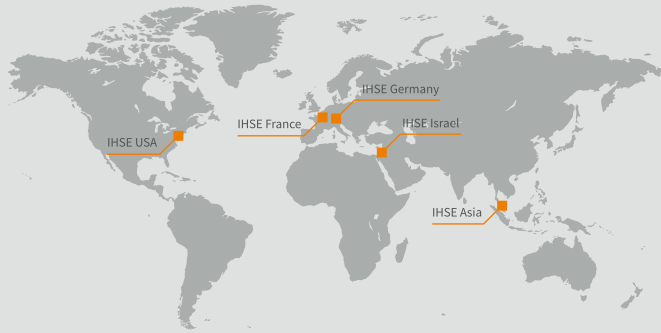 IHSE Germany
IHSE France
IHSE Israel
IHSE USA
IHSE Asia